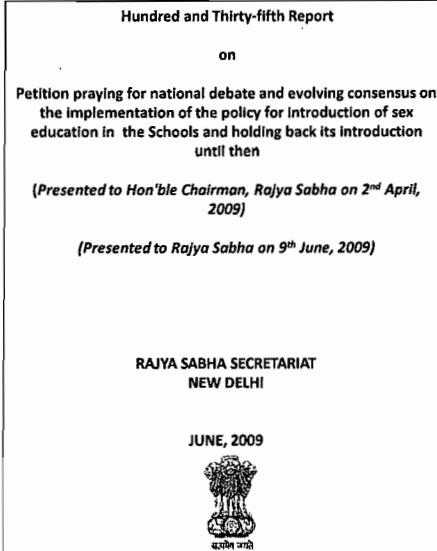 Hundred and Thirty-fifth Report
on
Petition praying for national debate and evolving consensus on
the implementation of the policy for introduction of sex
education in the Schools and holding back its introduction
until then
(Presented to Hon'ble Chairman, Rajya Sabha on 2nd April,
2009)
(Presented to Rajya Sabha on 9th June, 2009)
RAJYA SABHA SECRETARIAT
NEW DELHI
JUNE, 2009
सत्यमेव जयते